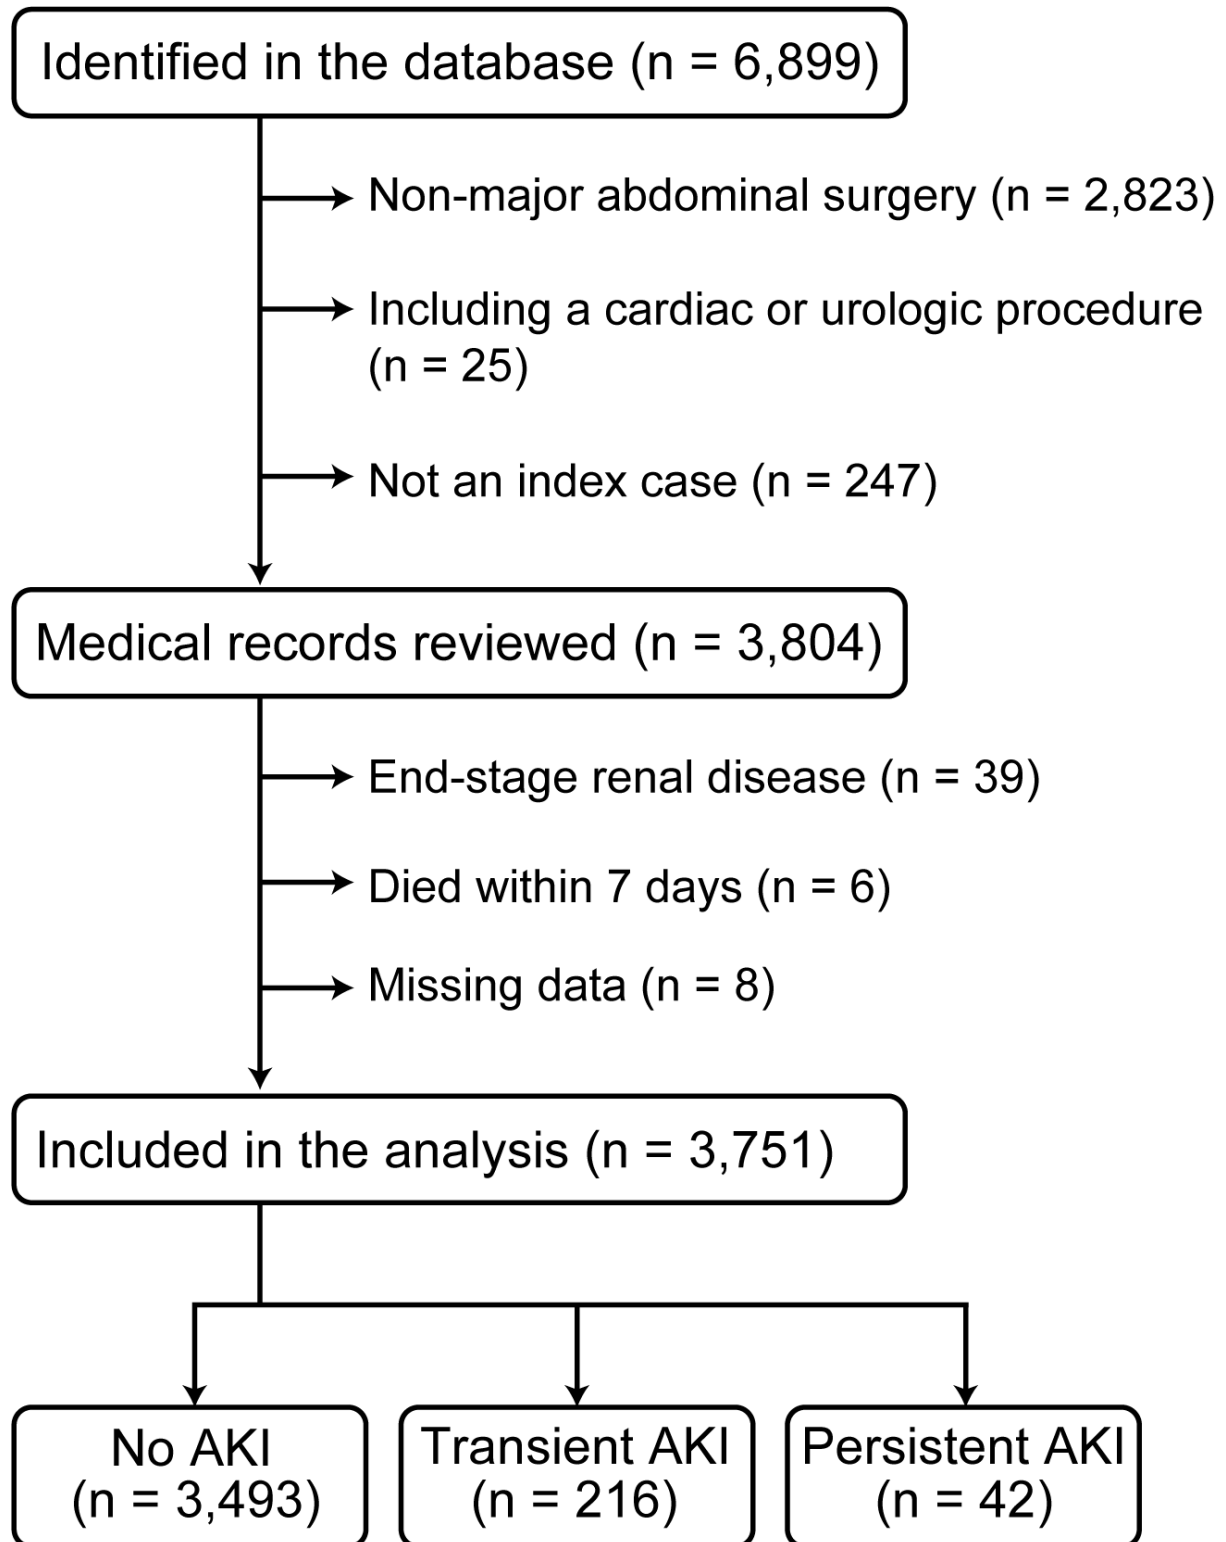 Identified in the database (n = 6,899)
Non-major abdominal surgery (n = 2,823)
Including a cardiac or urologic procedure
(n = 25)
Not an index case (n = 247)
Medical records reviewed (n = 3,804)
End-stage renal disease (n = 39)
Died within 7 days (n = 6)
Missing data (n = 8)
Included in the analysis (n = 3,751)
No AKI
(n = 3,493)
Transient AKI
(n = 216)
Persistent AKI
(n = 42)